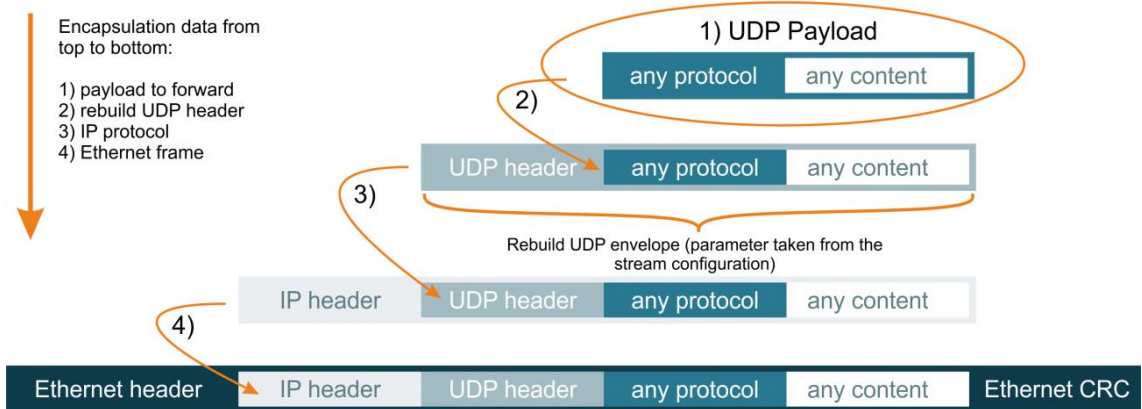 Encapsulation data from
top to bottom:
1) payload to forward
2) rebuild UDP header
3) IP protocol
4) Ethernet frame
1) UDP Payload
any protocol any content
2)
UDP header any protocol any content
3)
Rebuild UDP envelope (parameter taken from the
stream configuration)
IP header UDP header any protocol any content
4)
Ethernet header IP header UDP header any protocol any content Ethernet CRC